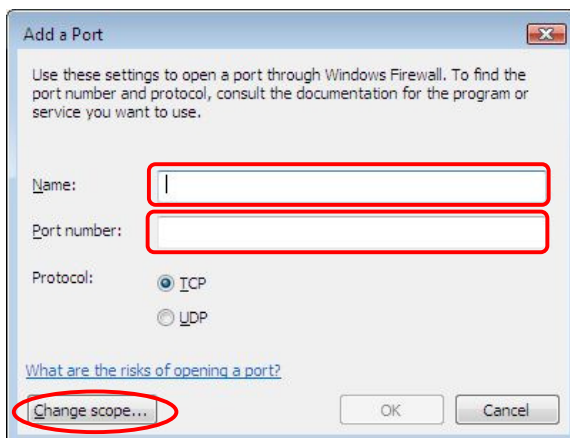 Add a Port
Use these settings to open a port through Windows Firewall. To find the
port number and protocol, consult the documentation for the program or
service you want to use.
Name:
Port number:
Protocol:
TCP
UDP
What are the risks of opening a port?
Change scope...
OK
Cancel